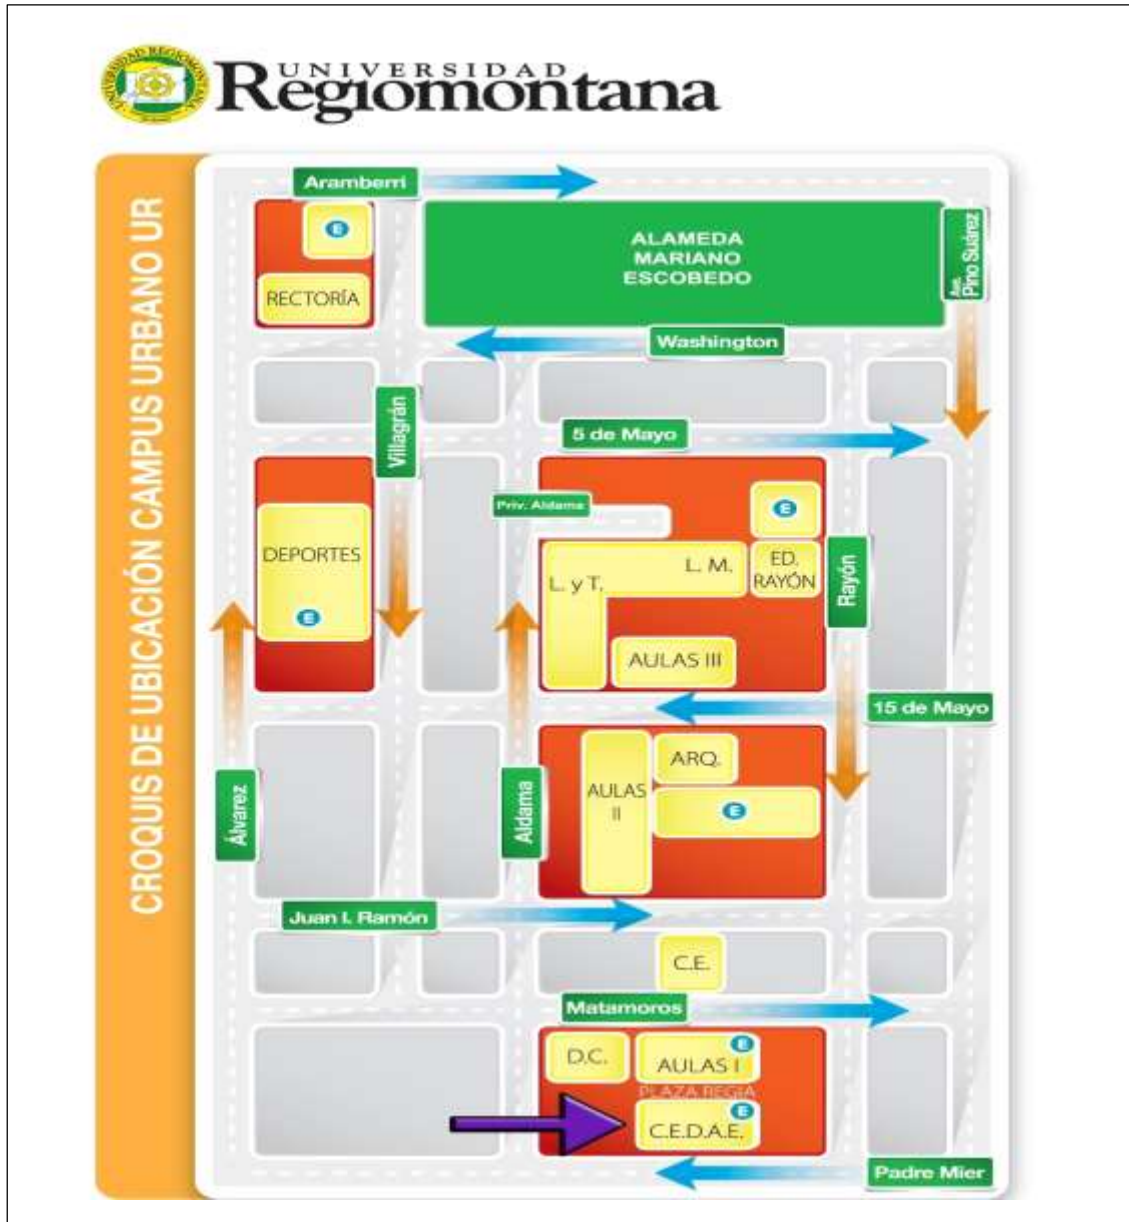 UNIVERSIDAD
Regiomontana
CROQUIS DE UBICACIÓN CAMPUS URBANO UR
Aramberri
E
RECTORÍA
ALAMEDA
MARIANO
ESCOBEDO
Ave.
Pino Suárez
Washington
Villagrán
5 de Mayo
Priv. Aldama
E
DEPORTES
E
L. M.
L. y T.
ED.
RAYÓN
Rayón
AULAS III
15 de Mayo
Álvarez
Aldama
ARQ.
AULAS
II
E
Juan I. Ramón
C.E.
Matamoros
D.C.
E
AULAS I
PLAZA REGIA
E
C.E.D.A.E.
Padre Mier